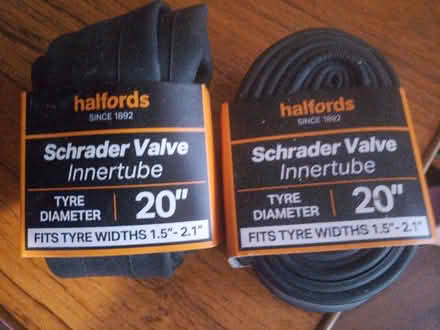 halfords
SINCE 1892
Schrader Valve
Innertube
TYRE
DIAMETER
20"
FITS TYRE WIDTHS 1.5"- 2.1"
halfords
SINCE 1892
Schrader Valve
Innertube
TYRE
DIAMETER
20"
FITS TYRE WIDTHS 1.5"- 2.1"